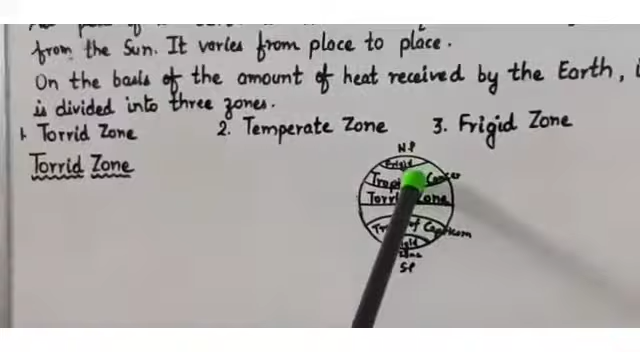 from the Sun. It varies from place to place.
On the basis of the amount of heat received by the Earth,
is divided into three zones.
1. Torrid Zone 2. Temperate Zone 3. Frigid Zone
Torrid Zone
N.P
Frigid
Cancer
Torrid Zone
of Capricorn
S.P